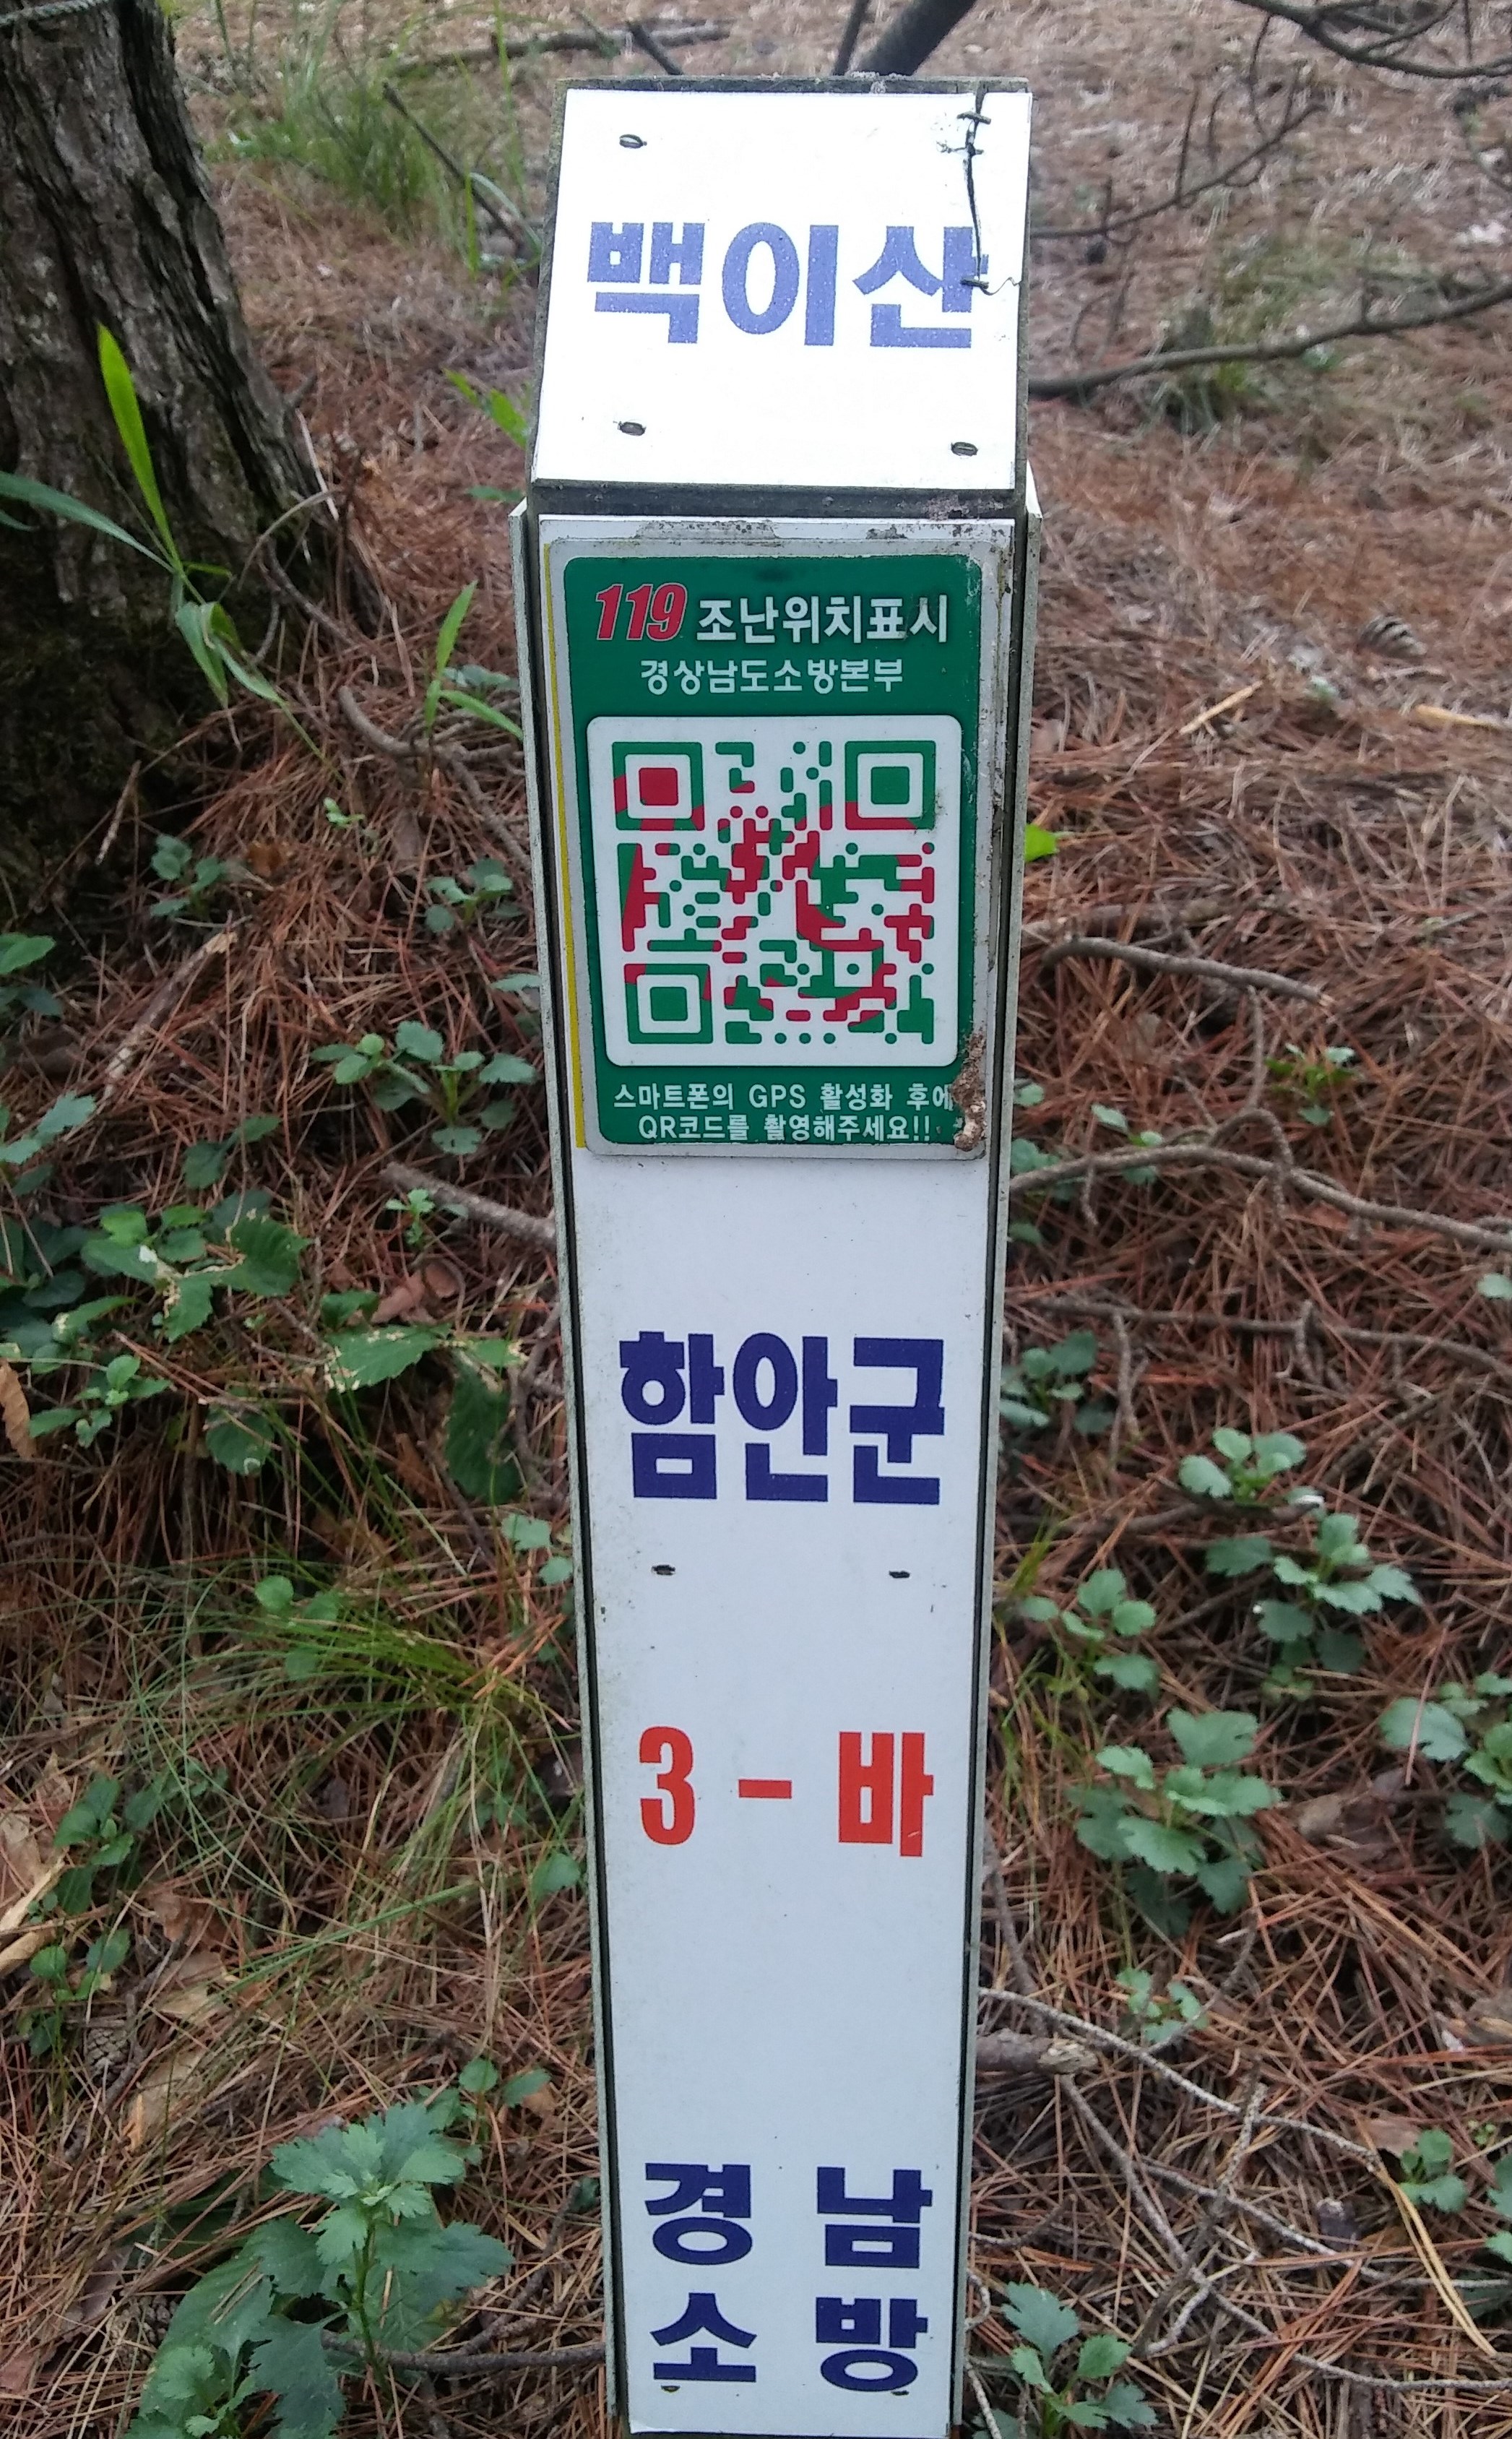 백이산
119 조난위치표시
경상남도소방본부
스마트폰의 GPS 활성화 후에
QR코드를 촬영해주세요!!
함안군
3 - 바
경 남
소 방